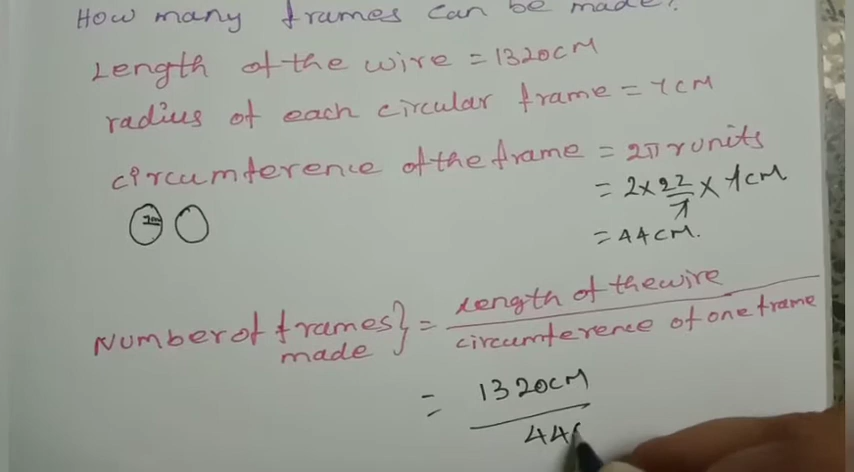 How many frames can be made?
Length of the wire = 1320CM
radius of each circular frame = 7CM
circumference of the frame = 2πr units
= 2 × 22/7 × 7CM
= 44CM.
Number of frames made } = Length of the wire / circumference of one frame
= 1320CM / 44C